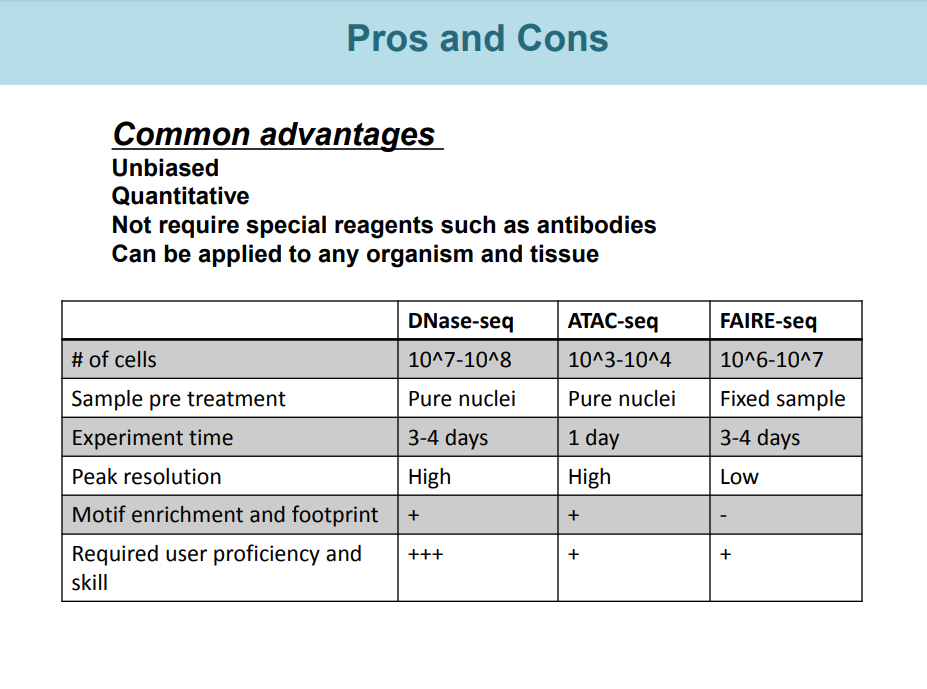 Pros and Cons
Common advantages
Unbiased
Quantitative
Not require special reagents such as antibodies
Can be applied to any organism and tissue
DNase-seq ATAC-seq FAIRE-seq
# of cells 10^7-10^8 10^3-10^4 10^6-10^7
Sample pre treatment Pure nuclei Pure nuclei Fixed sample
Experiment time 3-4 days 1 day 3-4 days
Peak resolution High High Low
Motif enrichment and footprint + + -
Required user proficiency and +++ + +
skill